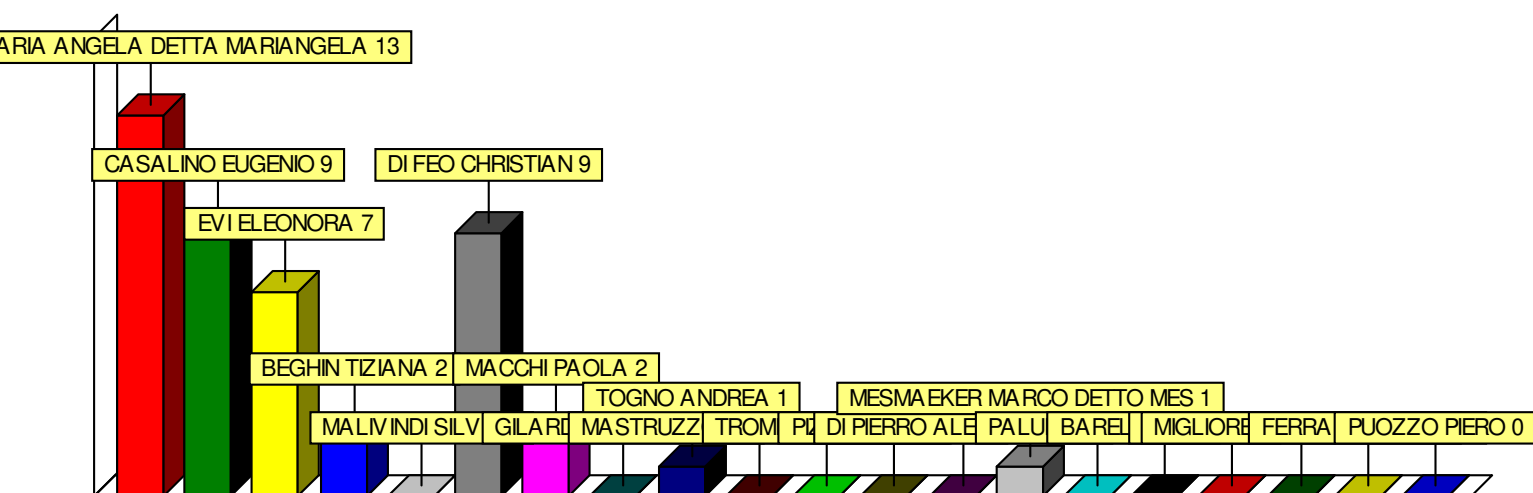 ARIA ANGELA DETTA MARIANGELA 13
CASALINO EUGENIO 9
DI FEO CHRISTIAN 9
EVI ELEONORA 7
BEGHIN TIZIANA 2
MACCHI PAOLA 2
TOGNO ANDREA 1
MESMAEKER MARCO DETTO MES 1
MALIVINDI SILV
GILARD
MASTRUZZ
TROM
DI PIERRO ALE
PALU
BAREL
MIGLIORE
FERRA
PUOZZO PIERO 0